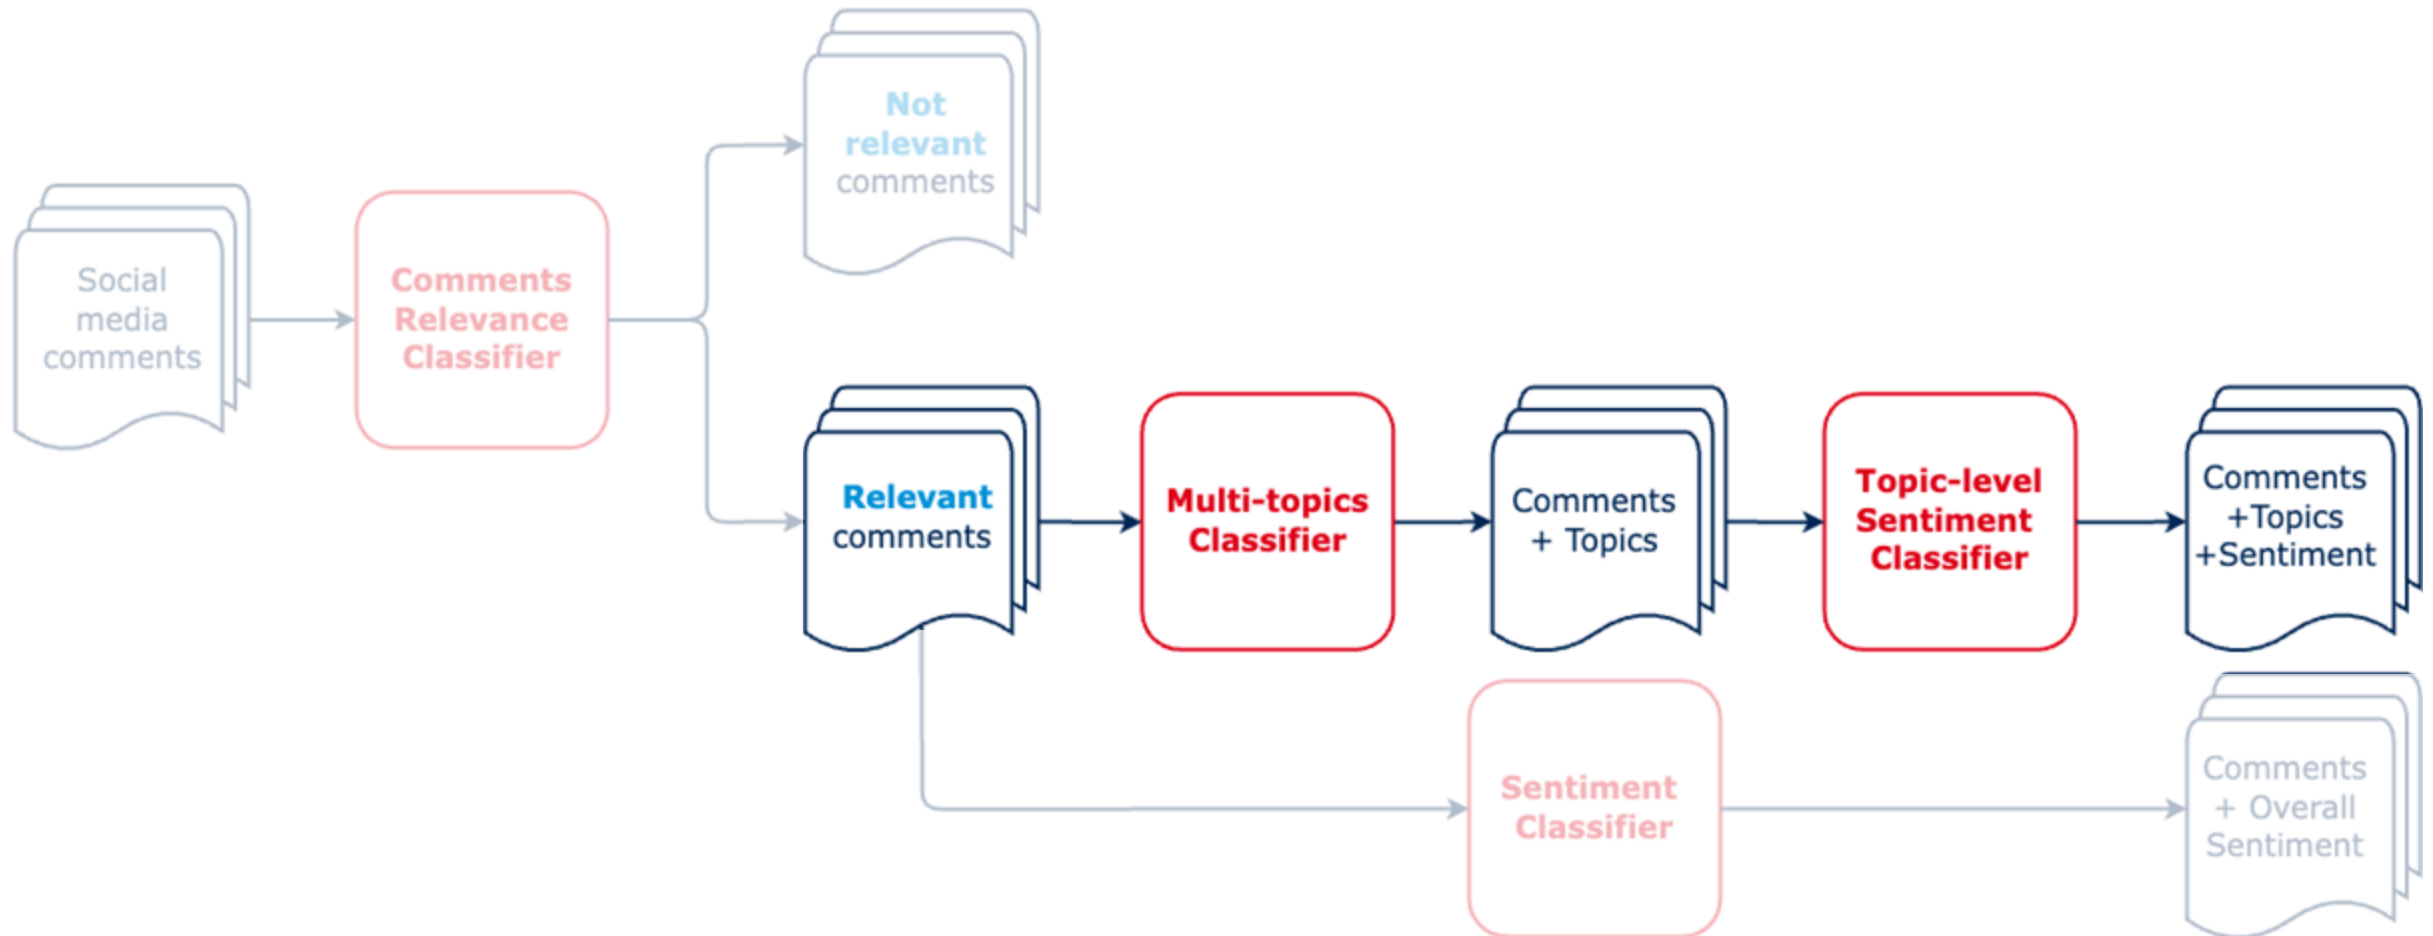 Not
relevant
comments
Social
media
comments
Comments
Relevance
Classifier
Relevant
comments
Multi-topics
Classifier
Comments
+ Topics
Topic-level
Sentiment
Classifier
Comments
+Topics
+Sentiment
Sentiment
Classifier
Comments
+ Overall
Sentiment